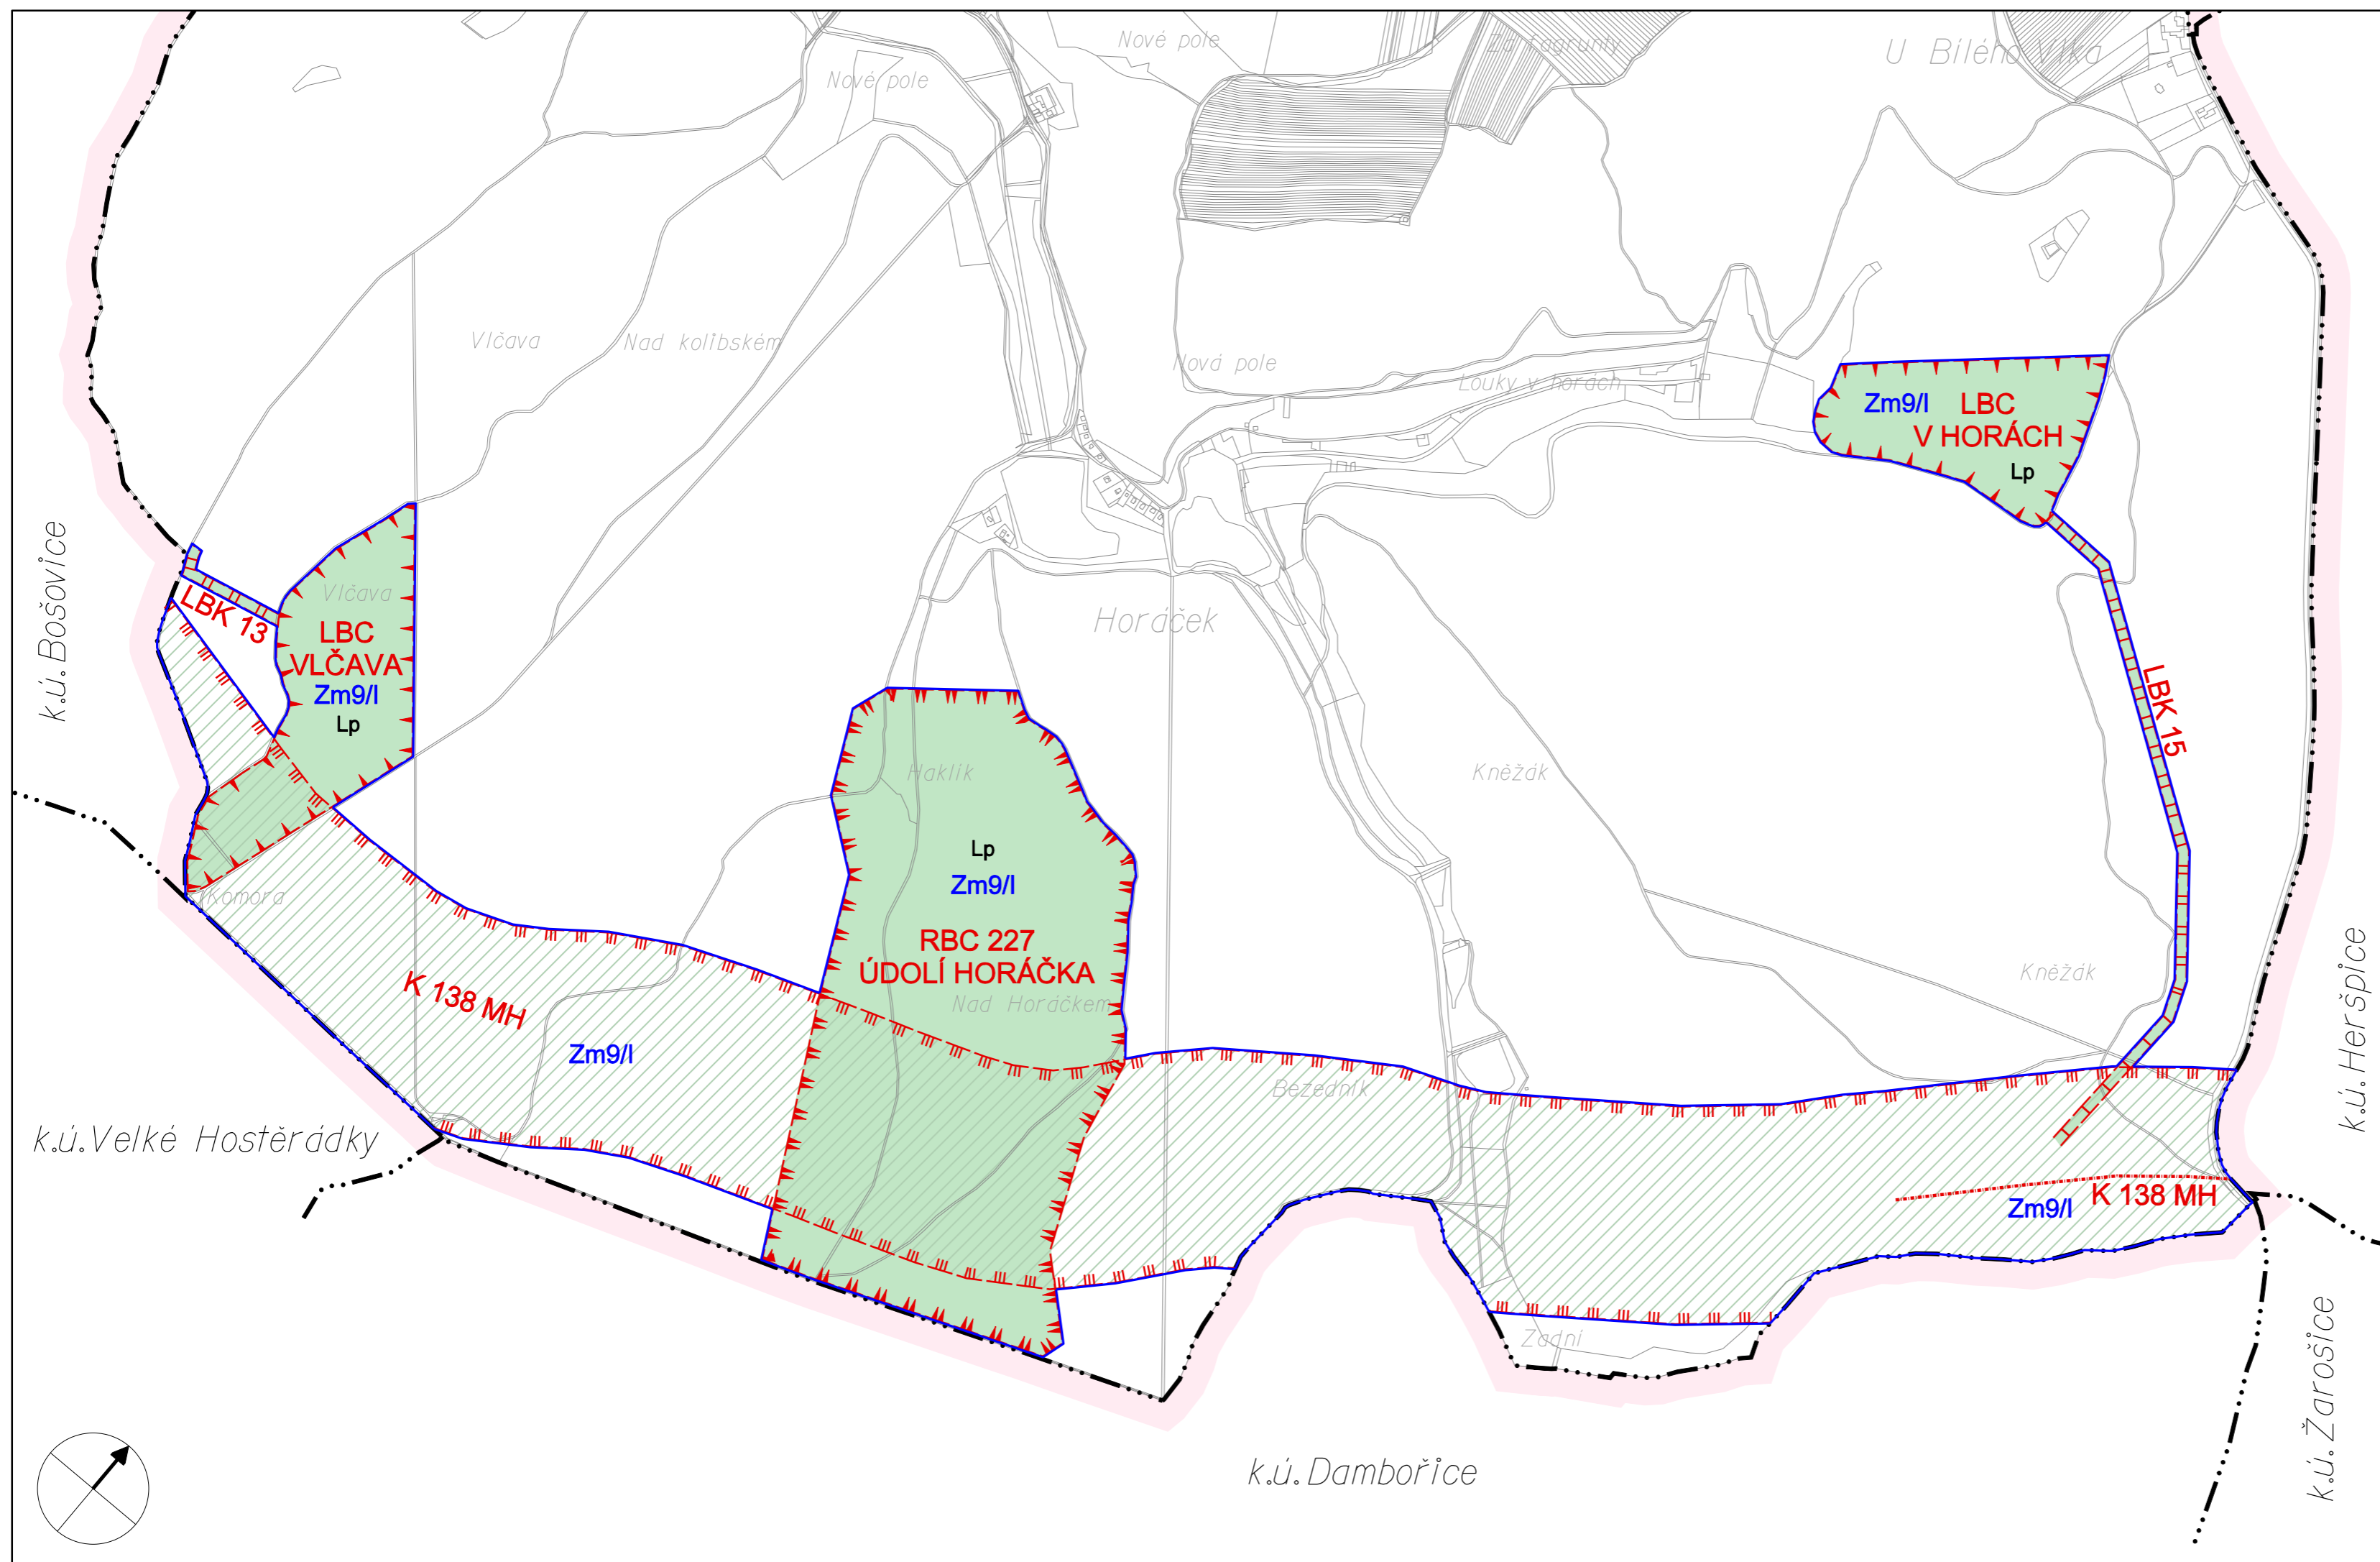 Nové pole
Za fagrunty
U Bílého Vlka
Nové pole
Vlčava
Nad kolibském
Nová pole
Louky v horách
Zm9/I
LBC
V HORÁCH
Lp
k.ú. Bošovice
LBK 13
Vlčava
LBC
VLČAVA
Zm9/I
Lp
Horáček
LBK 15
Haklík
Kněžák
Lp
Zm9/I
RBC 227
ÚDOLÍ HORÁČKA
Nad Horáčkem
Komora
K 138 MH
Zm9/I
Kněžák
k.ú. Heršpice
Bezedník
k.ú. Velké Hostěrádky
K 138 MH
Zm9/I
Zadní
k.ú. Žarošice
k.ú. Dambořice